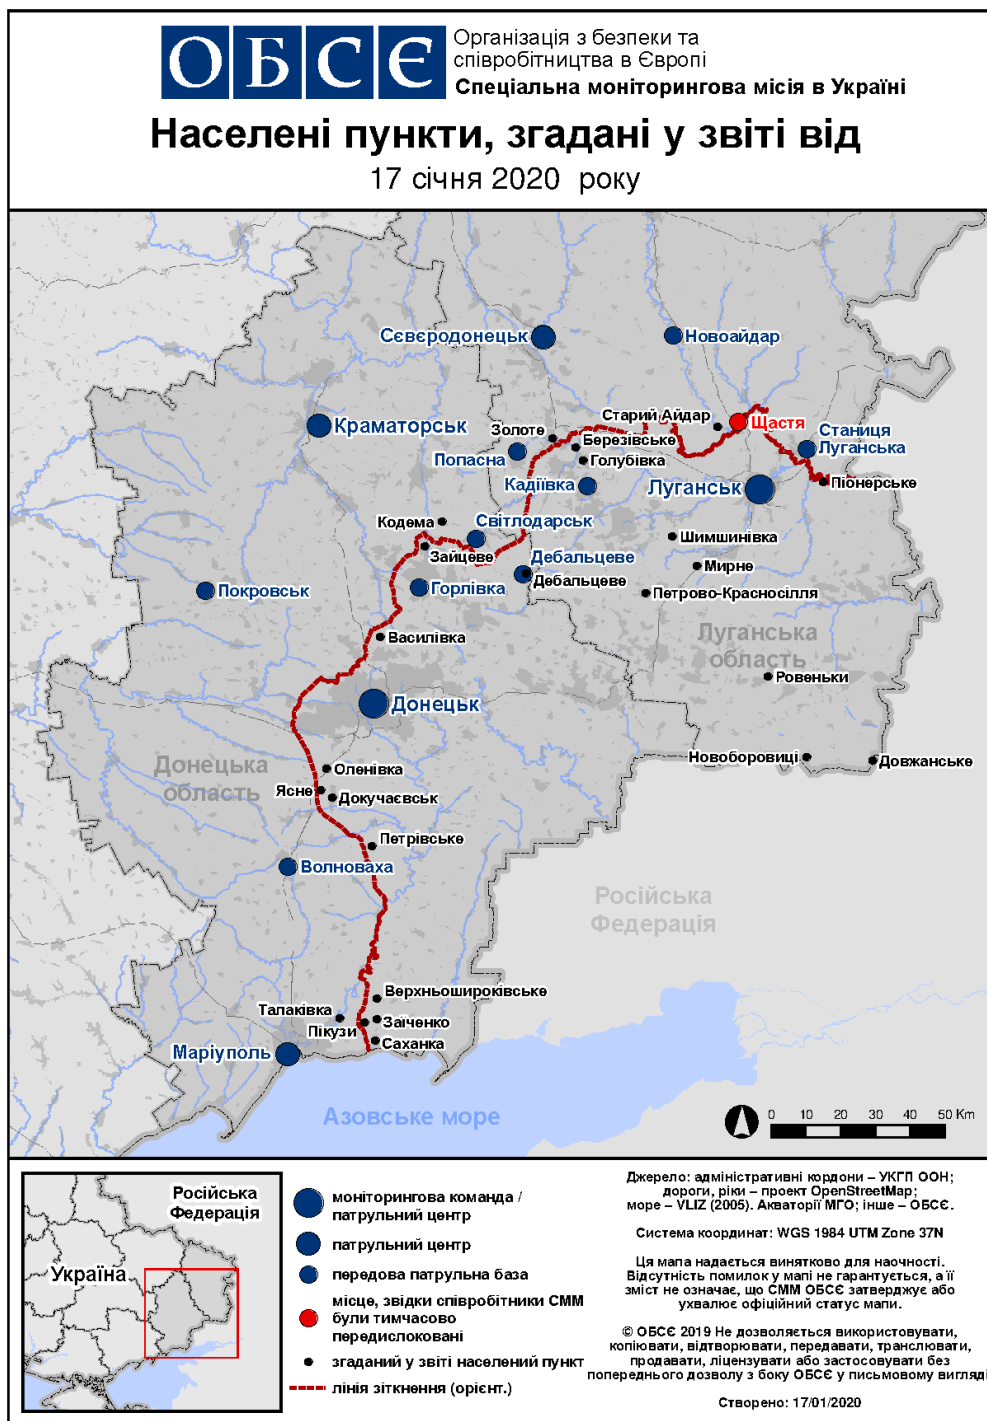 ОБСЄ
Організація з безпеки та
співробітництва в Європі
Спеціальна моніторингова місія в Україні
Населені пункти, згадані у звіті від
17 січня 2020 року
Сєвєродонецьк
Новоайдар
Краматорськ
Старий Айдар
Щастя
Золоте
Березівське
Станиця
Луганська
Попасна
Голубівка
Кадіївка
Луганськ
Піонерське
Кодема
Світлодарськ
Шимшинівка
Зайцеве
Дебальцеве
Мирне
Дебальцеве
Покровськ
Горлівка
Петрово-Красносілля
Василівка
Луганська
область
Ровеньки
Донецьк
Новоборовиці
Довжанське
Донецька
область
Оленівка
Ясне
Докучаєвськ
Петрівське
Волноваха
Російська
Федерація
Верхньошироківське
Талаківка
Пікузи
Заїченко
Саханка
Маріуполь
Азовське море
0 10 20 30 40 50 Km
Російська
Федерація
Україна
моніторингова команда /
патрульний центр
патрульний центр
передова патрульна база
місце, звідки співробітники СММ
були тимчасово
передислоковані
згаданий у звіті населений пункт
лінія зіткнення (орієнт.)
Джерело: адміністративні кордони – УКГП ООН;
дороги, ріки – проект OpenStreetMap;
море – VLIZ (2005). Акваторії МГО; інше – ОБСЄ.
Система координат: WGS 1984 UTM Zone 37N
Ця мапа надається винятково для наочності.
Відсутність помилок у мапі не гарантується, а її
зміст не означає, що СММ ОБСЄ затверджує або
ухвалює офіційний статус мапи.
© ОБСЄ 2019 Не дозволяється використовувати,
копіювати, відтворювати, передавати, транслювати,
продавати, ліцензувати або застосовувати без
попереднього дозволу з боку ОБСЄ у письмовому вигляді
Створено: 17/01/2020